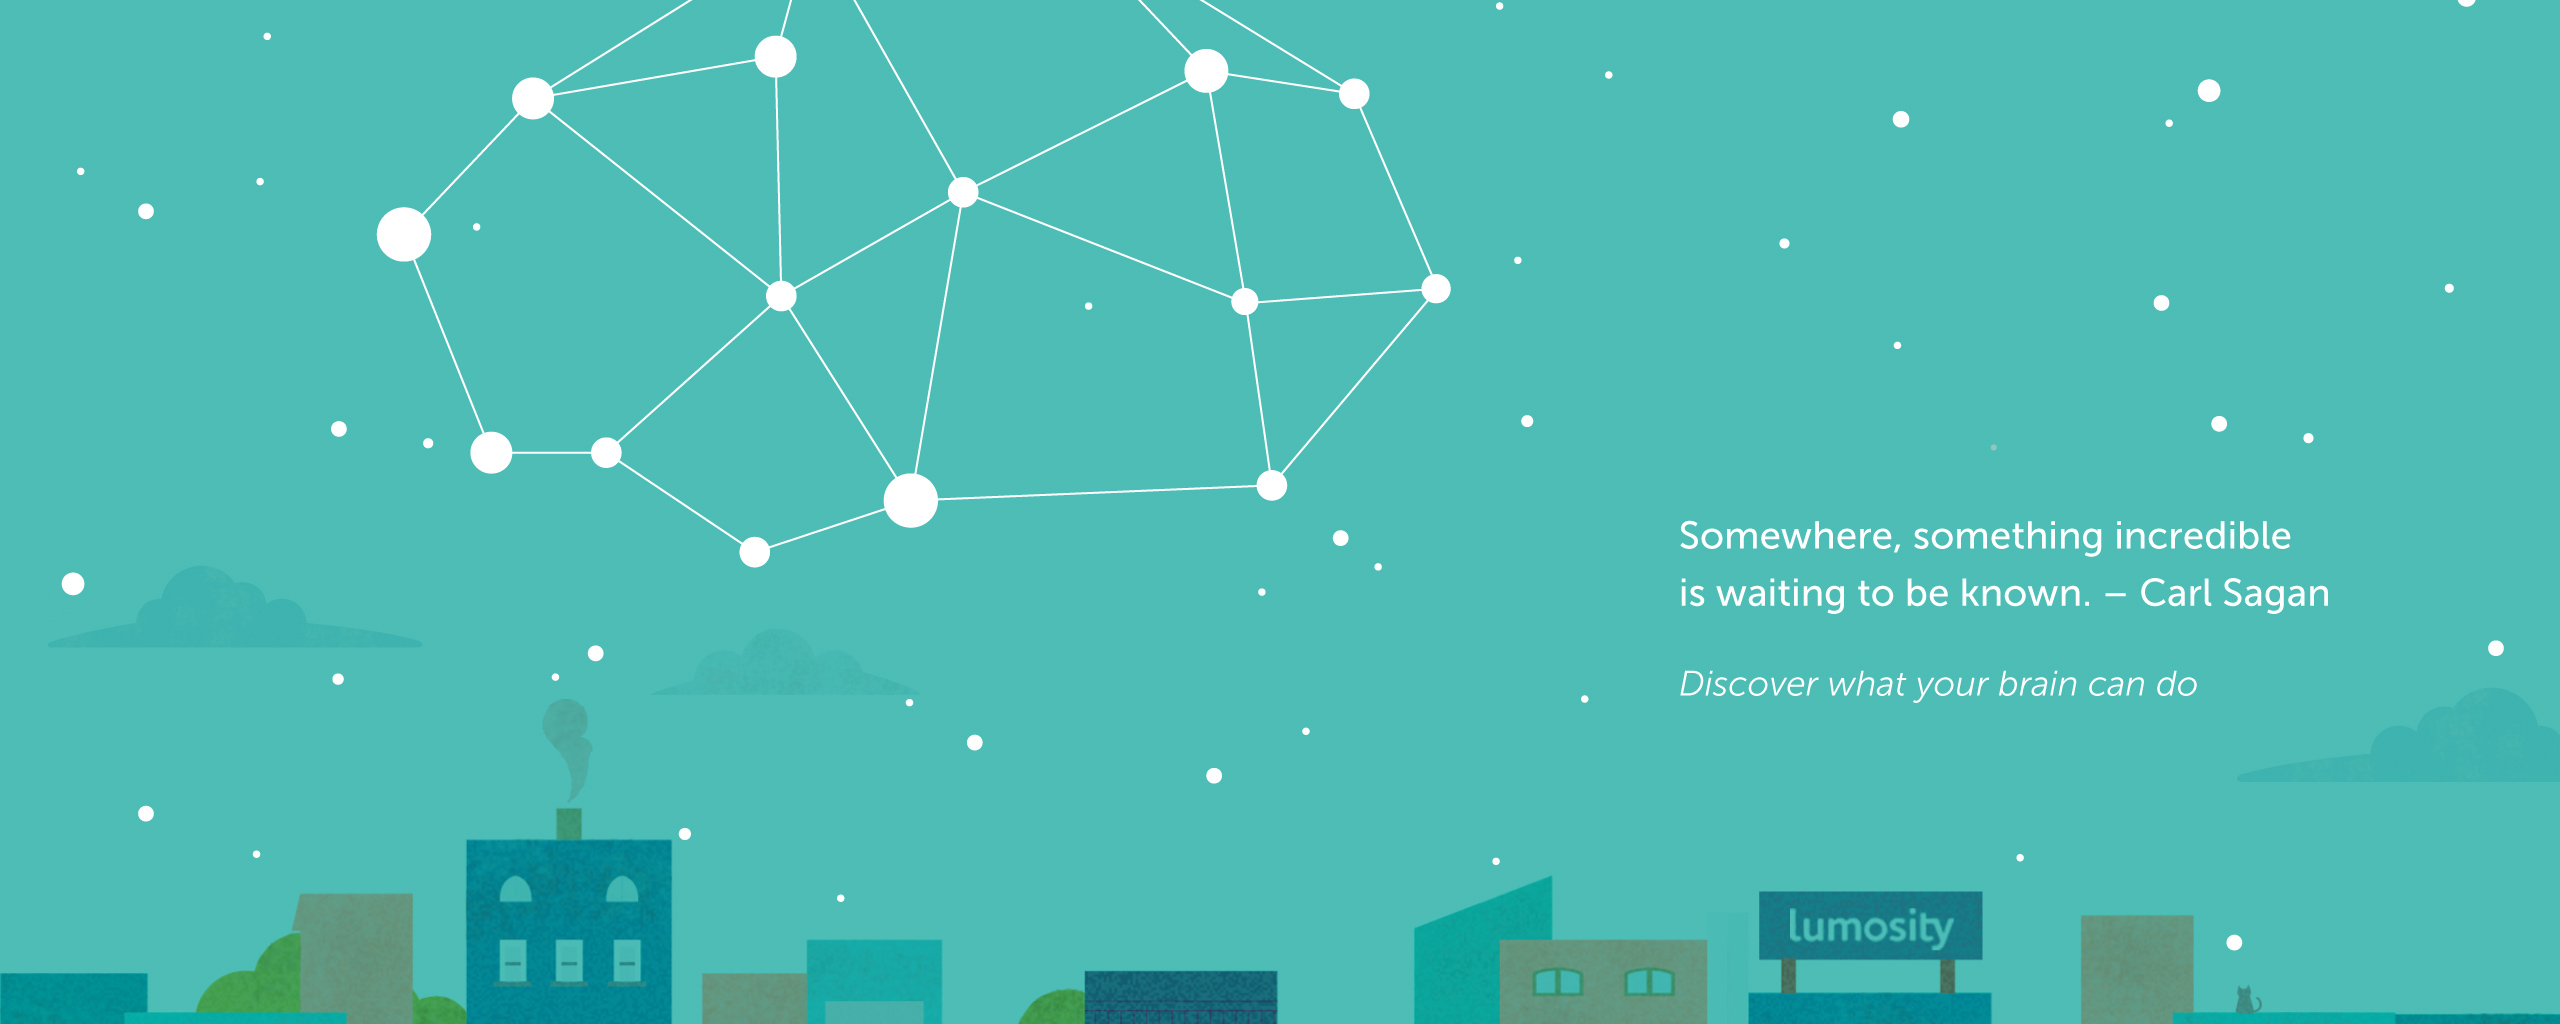 Somewhere, something incredible
is waiting to be known. – Carl Sagan
Discover what your brain can do
lumosity